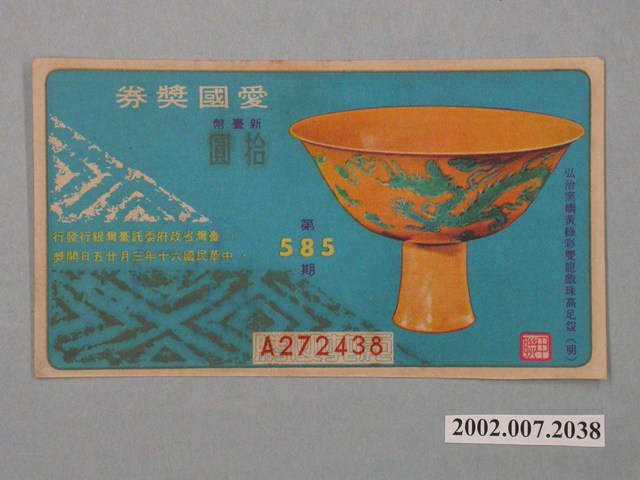 愛國獎券
新臺幣
拾圓
第
585
期
臺灣省政府委託臺灣銀行發行
中華民國六十年三月廿五日開獎
弘治窯嬌黃綠彩雙龍戲珠高足盌（明）
甲聯
A272438
2002.007.2038